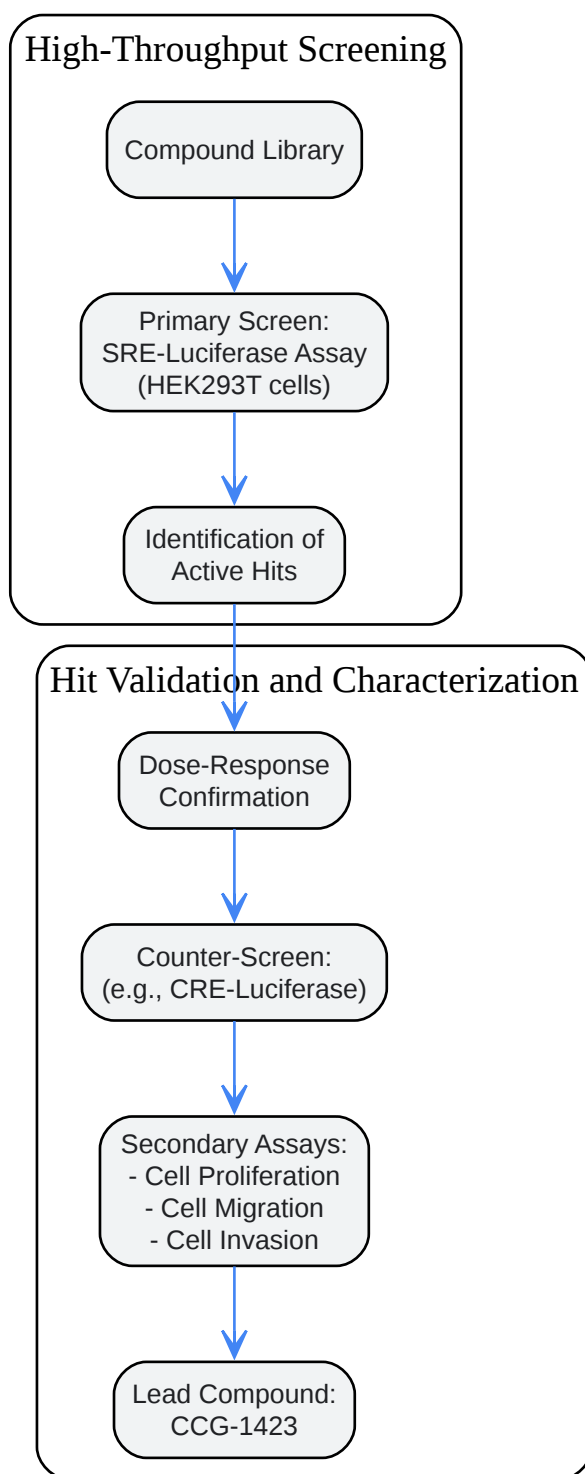 High-Throughput Screening
Compound Library
Primary Screen:
SRE-Luciferase Assay
(HEK293T cells)
Identification of
Active Hits
Hit Validation and Characterization
Dose-Response
Confirmation
Counter-Screen:
(e.g., CRE-Luciferase)
Secondary Assays:
- Cell Proliferation
- Cell Migration
- Cell Invasion
Lead Compound:
CCG-1423